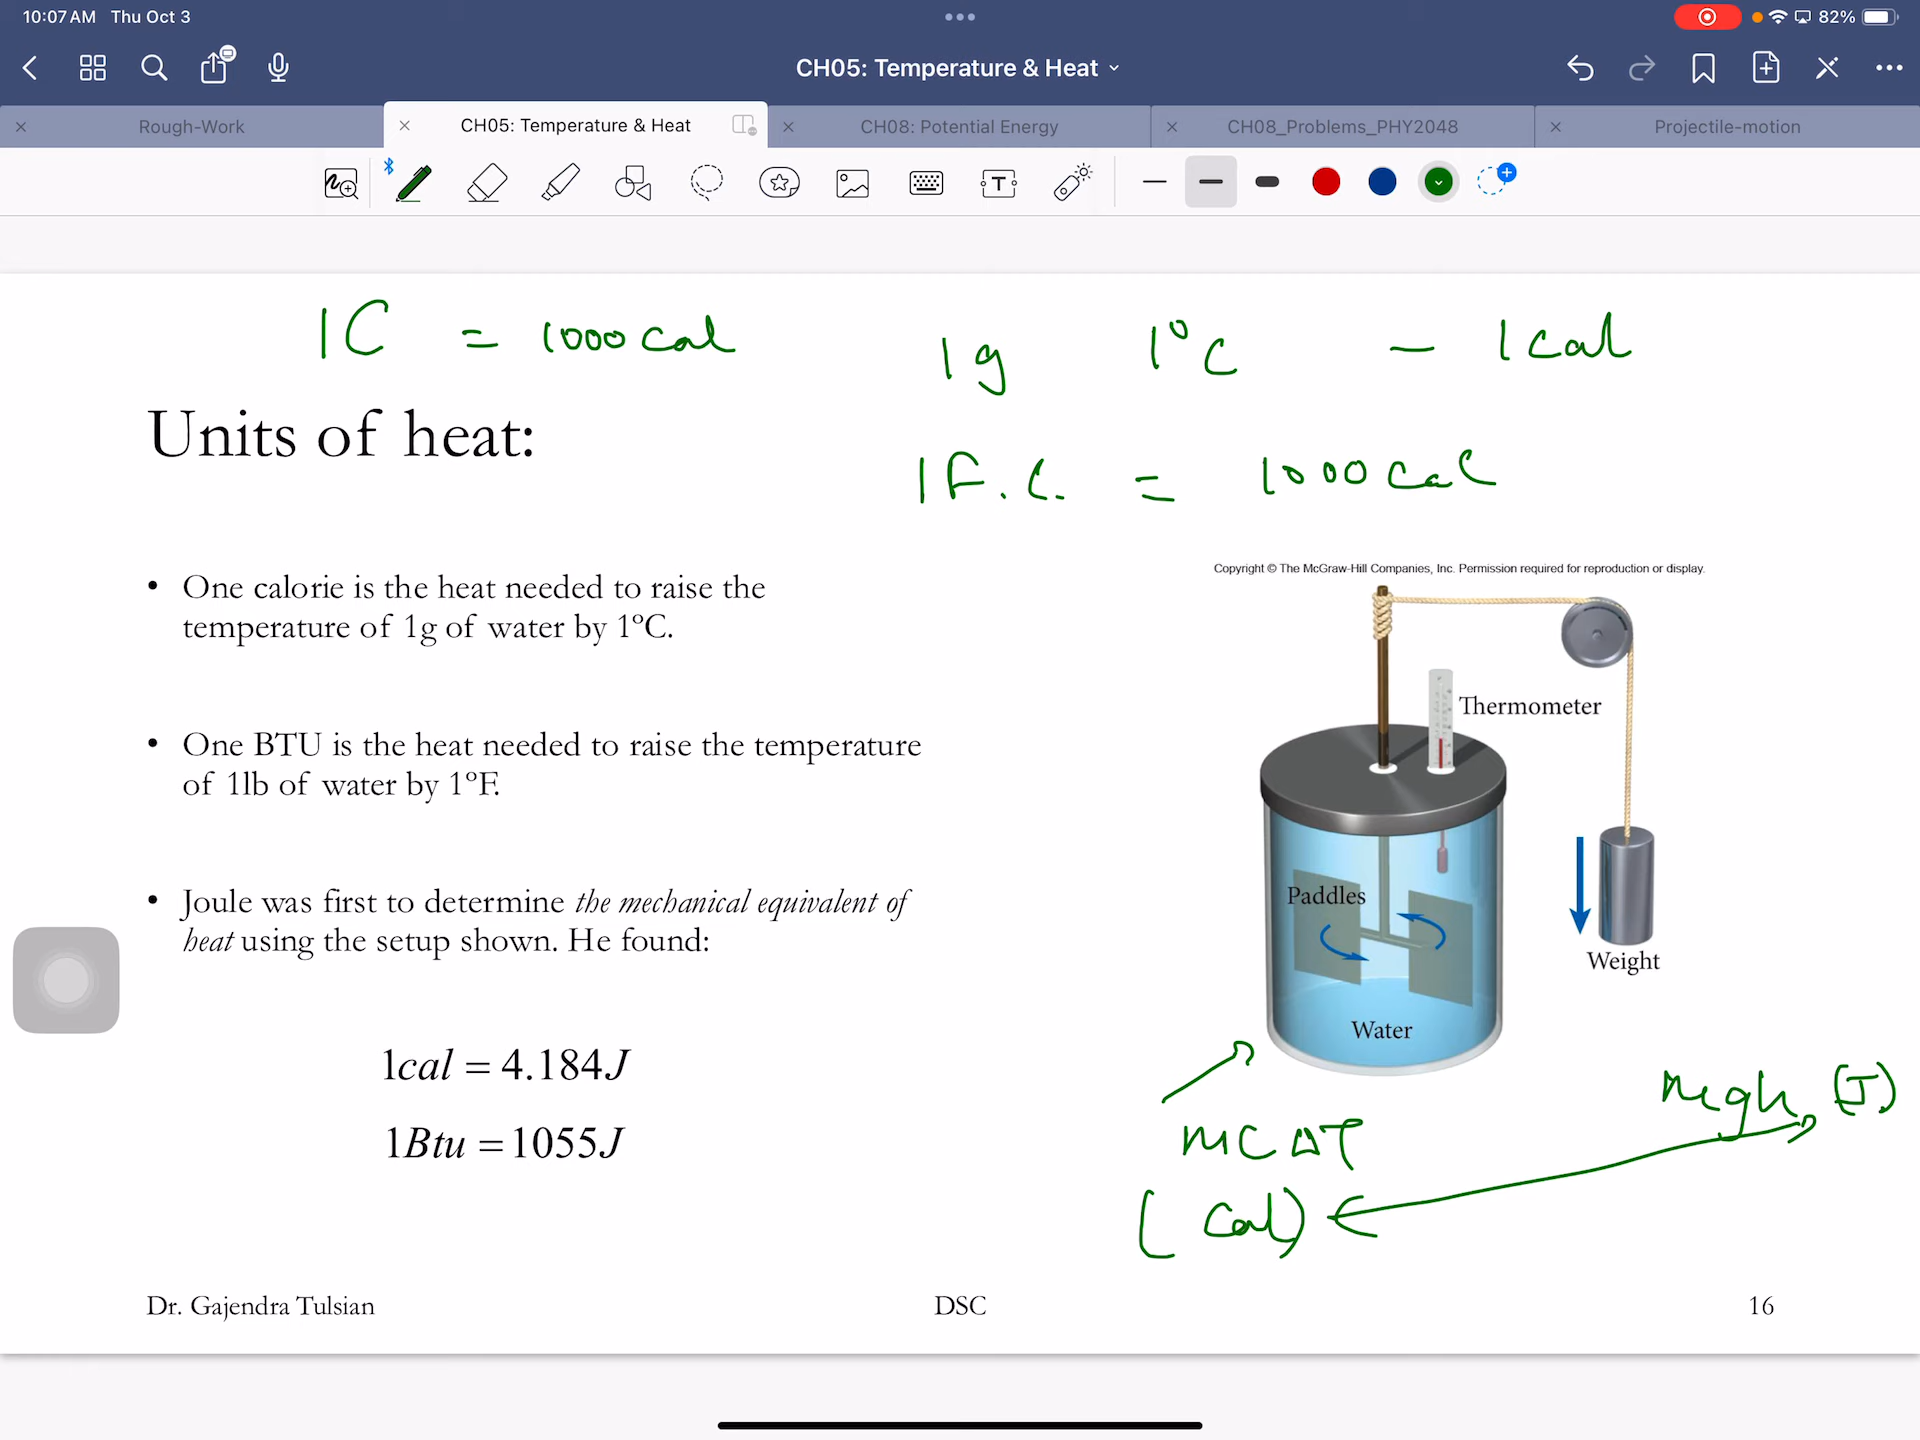 10:07 AM Thu Oct 3
82%
CH05: Temperature & Heat
Rough-Work
CH05: Temperature & Heat
CH08: Potential Energy
CH08_Problems_PHY2048
Projectile-motion
1C = 1000 cal
1g 1°C — 1 cal
Units of heat:
1F.C. = 1000 cal
• One calorie is the heat needed to raise the
temperature of 1g of water by 1°C.
• One BTU is the heat needed to raise the temperature
of 1lb of water by 1°F.
• Joule was first to determine the mechanical equivalent of
heat using the setup shown. He found:
1cal = 4.184J
1Btu = 1055J
Copyright © The McGraw-Hill Companies, Inc. Permission required for reproduction or display.
Thermometer
Paddles
Weight
Water
mgh (J)
MCΔT
(Cal)
Dr. Gajendra Tulsian
DSC
16